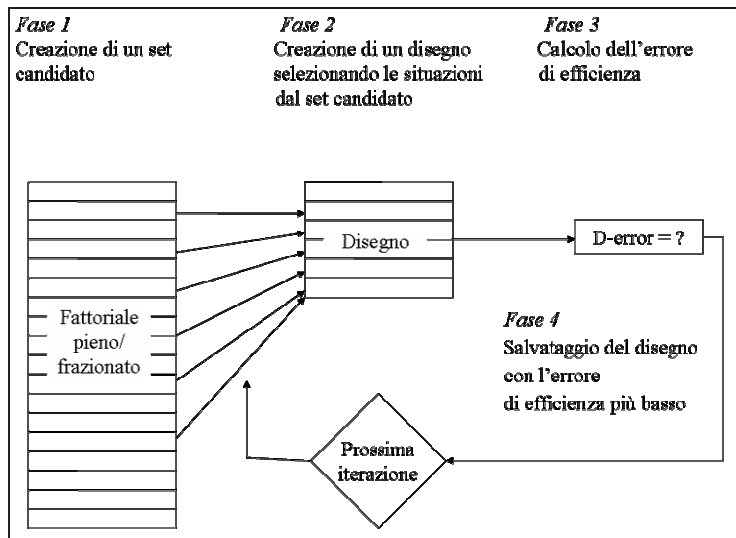 Fase 1
Creazione di un set
candidato
Fase 2
Creazione di un disegno
selezionando le situazioni
dal set candidato
Fase 3
Calcolo dell'errore
di efficienza
Fattoriale
pieno/
frazionato
Disegno
D-error = ?
Fase 4
Salvataggio del disegno
con l'errore
di efficienza più basso
Prossima
iterazione